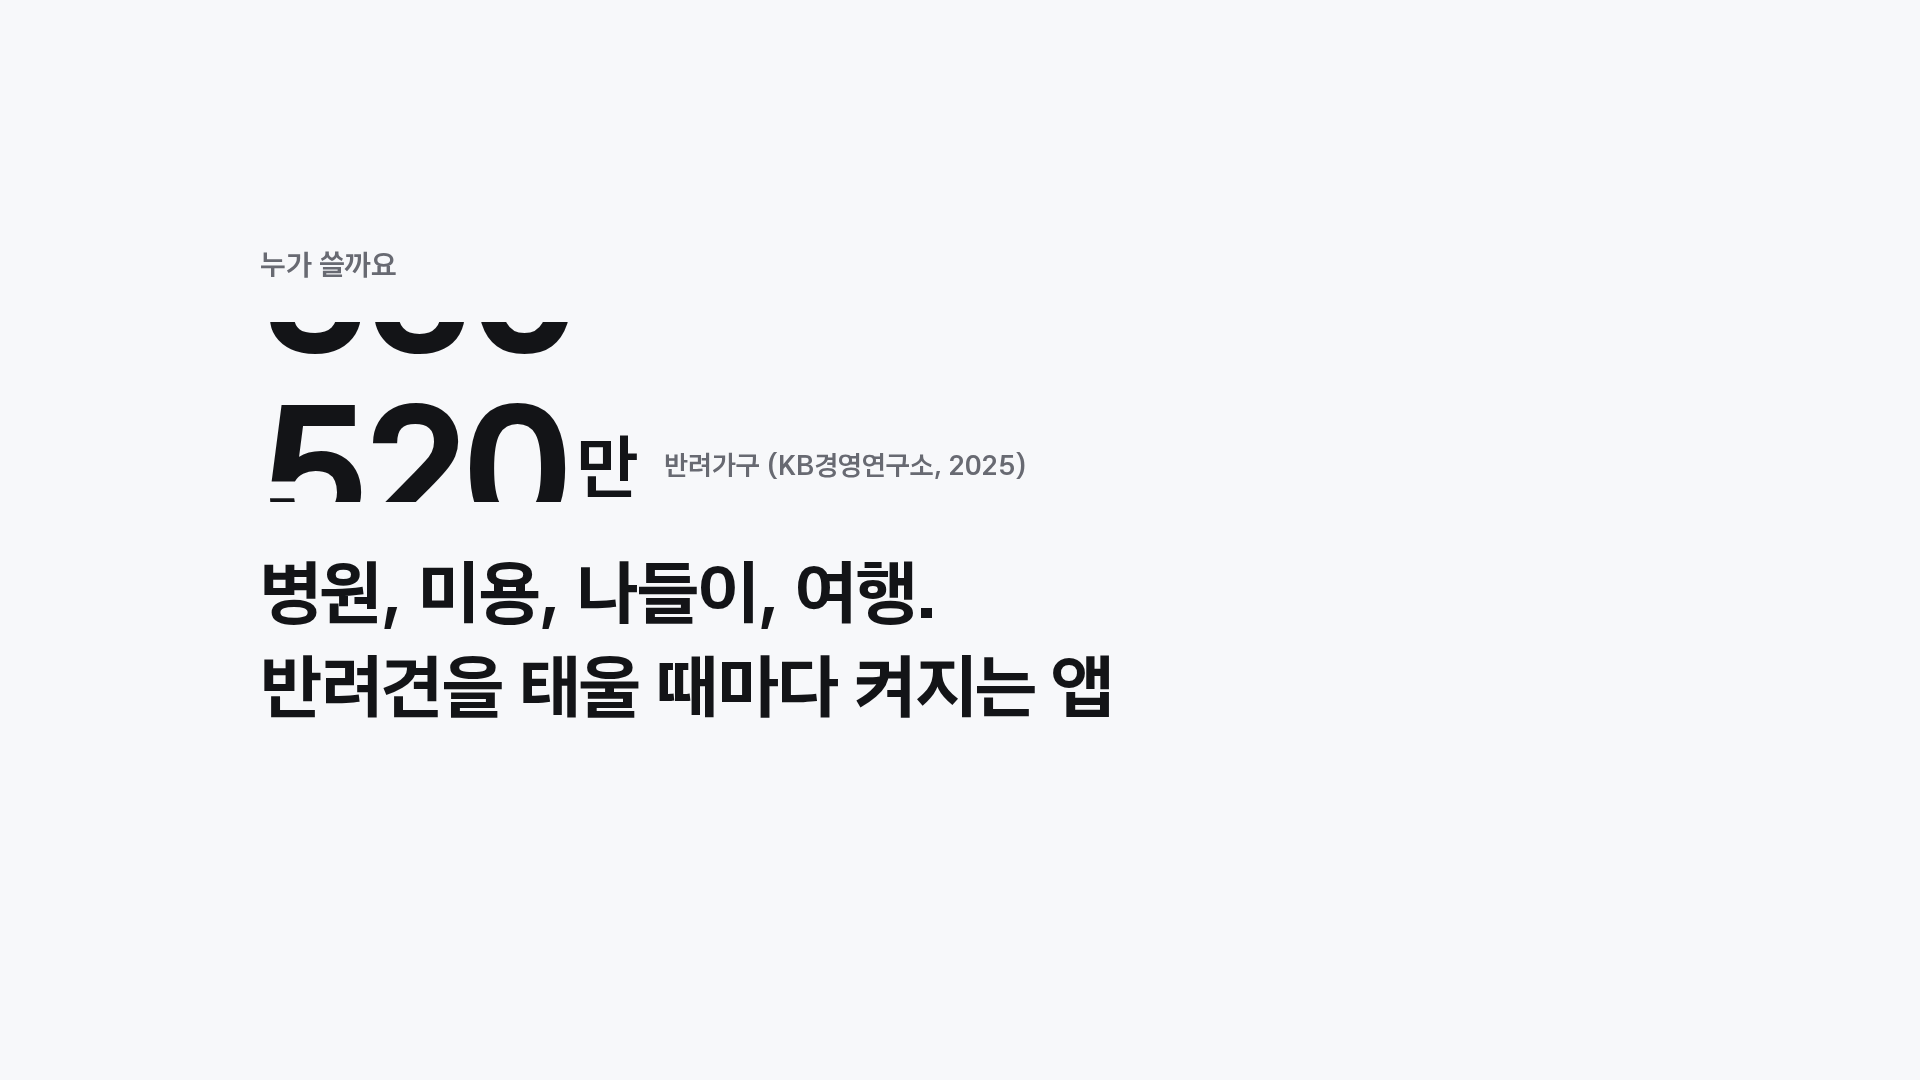 누가 쓸까요
520만 반려가구 (KB경영연구소, 2025)
병원, 미용, 나들이, 여행.
반려견을 태울 때마다 켜지는 앱